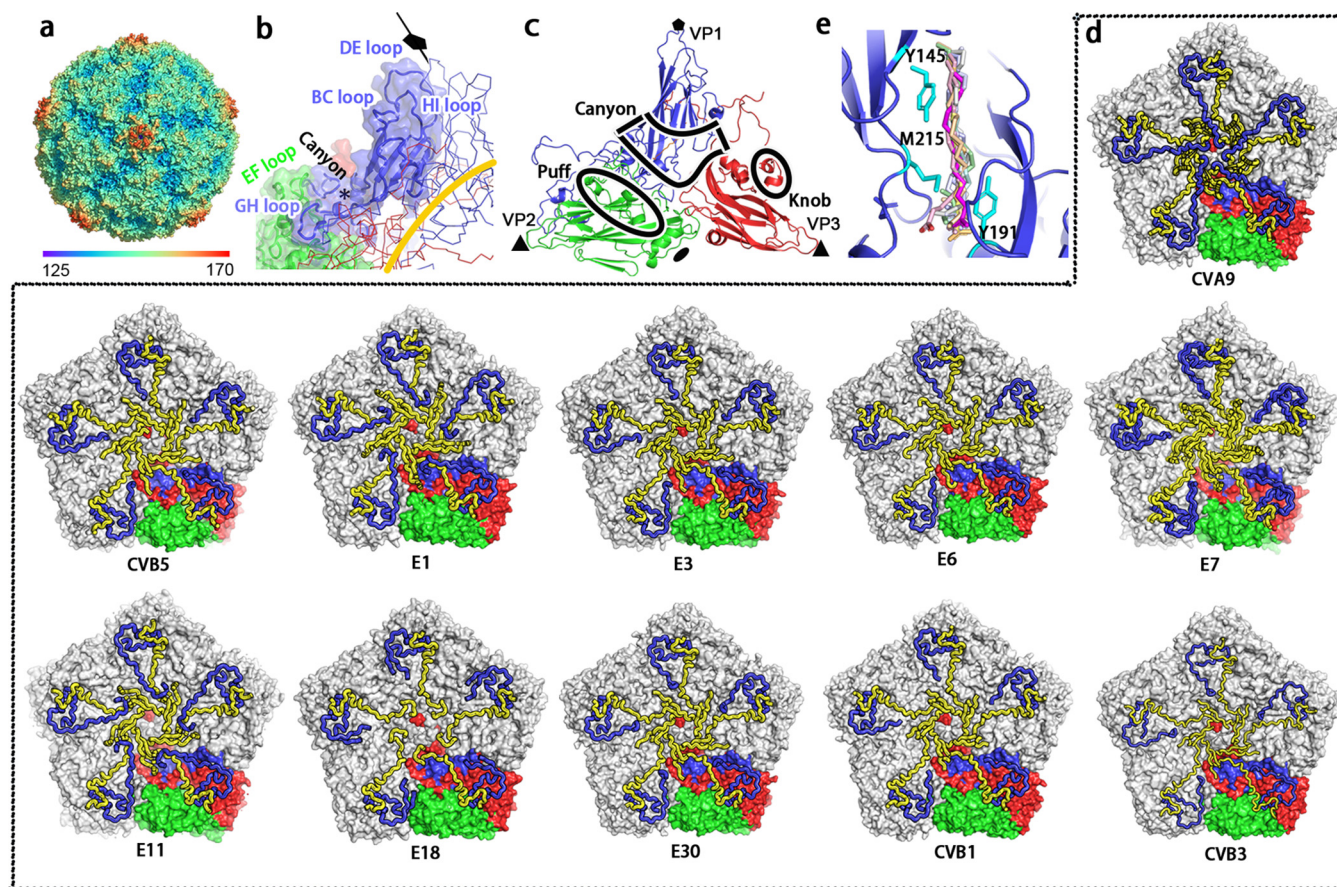 a
125
170
b
DE loop
BC loop
HI loop
Canyon
EF loop
GH loop
*
c
VP1
Canyon
Puff
VP2
Knob
VP3
e
Y145
M215
Y191
d
CVA9
CVB5
E1
E3
E6
E7
E11
E18
E30
CVB1
CVB3